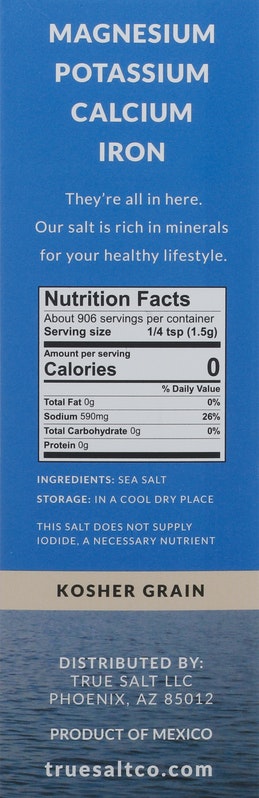 MAGNESIUM
POTASSIUM
CALCIUM
IRON
They're all in here.
Our salt is rich in minerals
for your healthy lifestyle.
Nutrition Facts
About 906 servings per container
Serving size 1/4 tsp (1.5g)
Amount per serving
Calories 0
% Daily Value
Total Fat 0g 0%
Sodium 590mg 26%
Total Carbohydrate 0g 0%
Protein 0g
INGREDIENTS: SEA SALT
STORAGE: IN A COOL DRY PLACE
THIS SALT DOES NOT SUPPLY
IODIDE, A NECESSARY NUTRIENT
KOSHER GRAIN
DISTRIBUTED BY:
TRUE SALT LLC
PHOENIX, AZ 85012
PRODUCT OF MEXICO
truesaltco.com